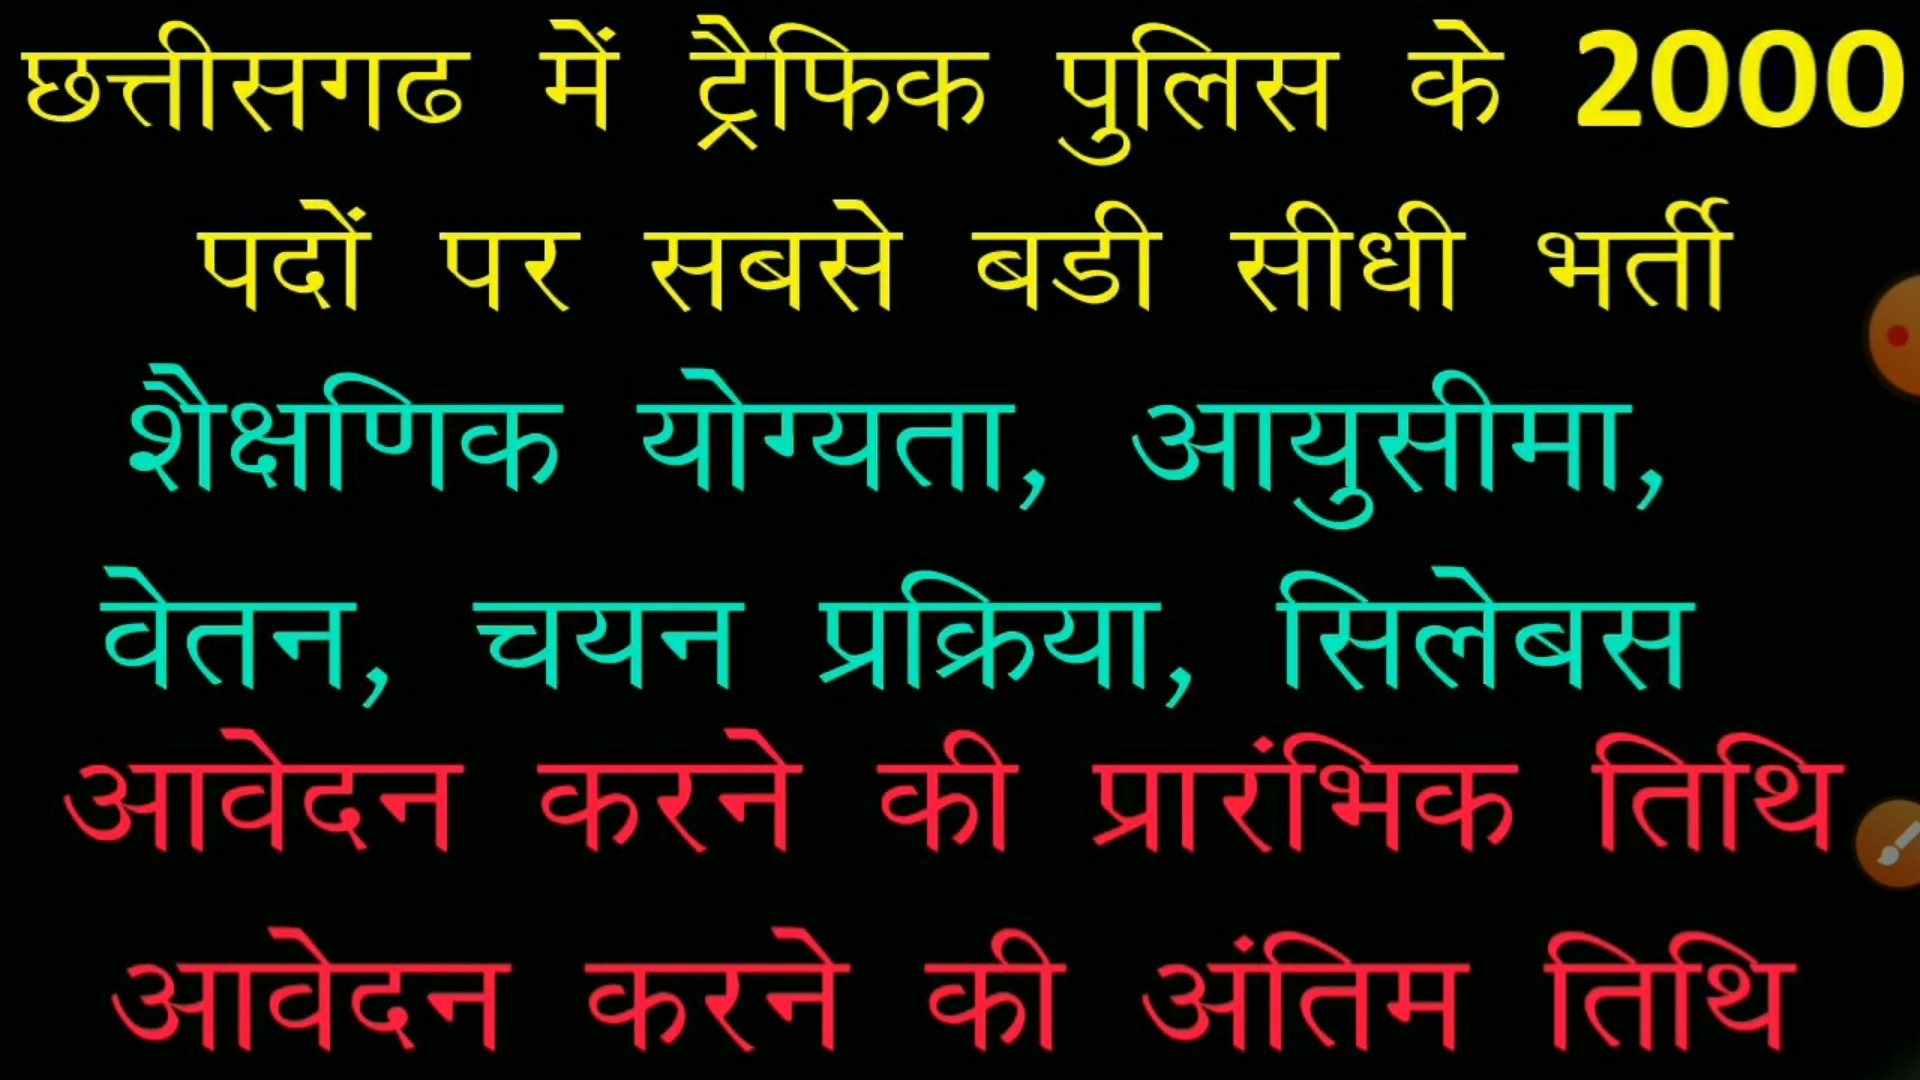 छत्तीसगढ में ट्रैफिक पुलिस के 2000
पदों पर सबसे बडी सीधी भर्ती
शैक्षणिक योग्यता, आयुसीमा,
वेतन, चयन प्रक्रिया, सिलेबस
आवेदन करने की प्रारंभिक तिथि
आवेदन करने की अंतिम तिथि